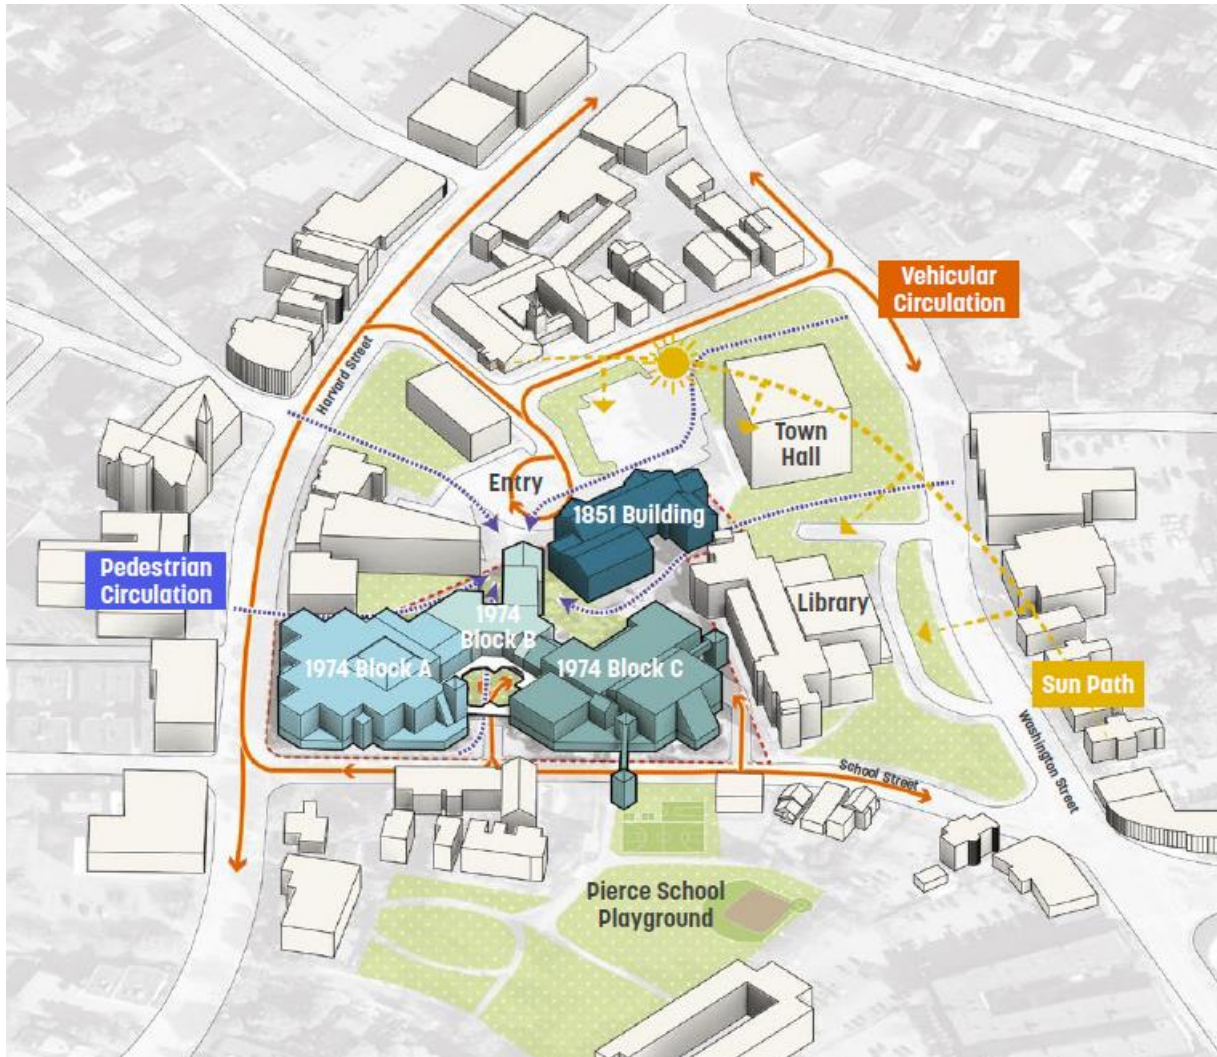 Vehicular
Circulation
Harvard Street
Town
Hall
Entry
1851 Building
Pedestrian
Circulation
Library
1974
Block B
1974 Block A
1974 Block C
Sun Path
Washington Street
School Street
Pierce School
Playground